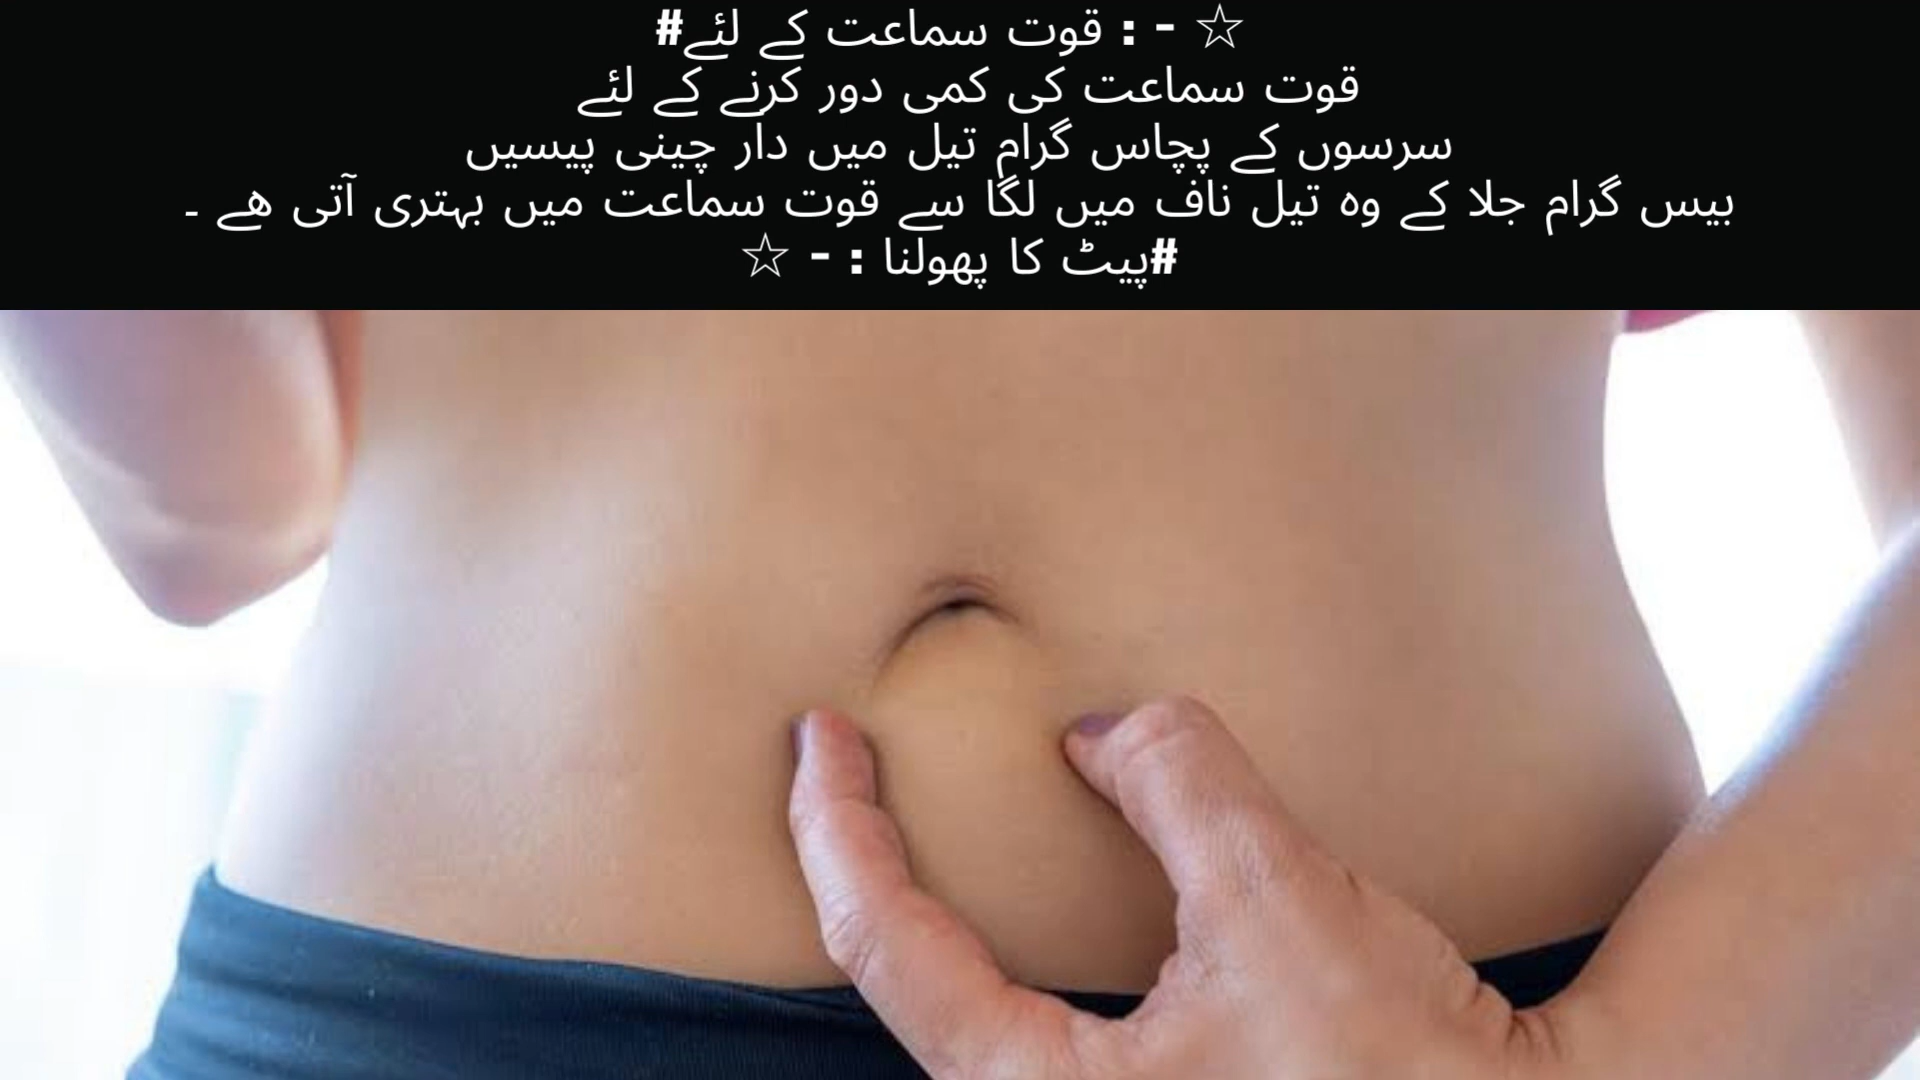 ☆ - : قوت سماعت کے لئے#
قوت سماعت کی کمی دور کرنے کے لئے
سرسوں کے پچاس گرام تیل میں دار چینی پیسیں
بیس گرام جلا کے وہ تیل ناف میں لگا سے قوت سماعت میں بہتری آتی ھے ۔
#پیٹ کا پھولنا : - ☆